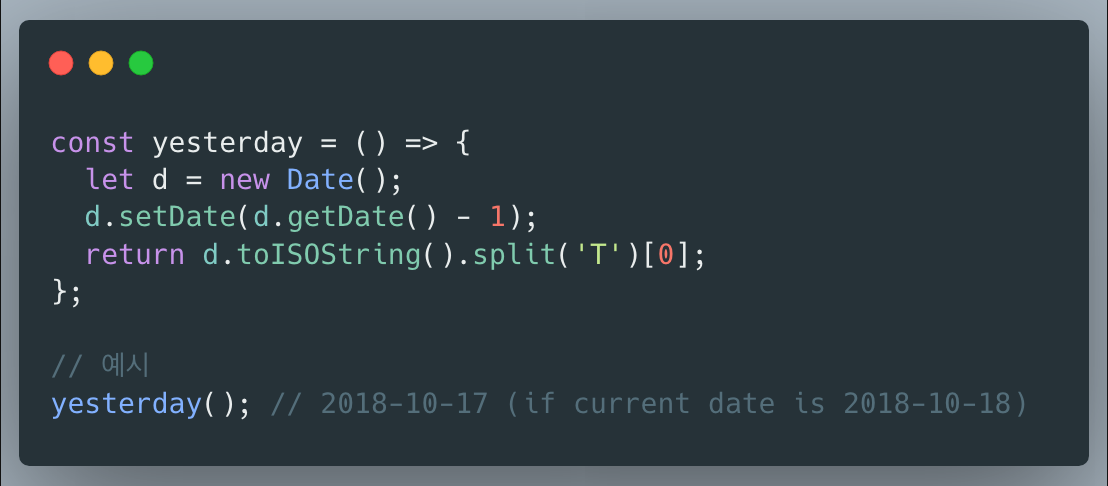 const yesterday = () => {
  let d = new Date();
  d.setDate(d.getDate() - 1);
  return d.toISOString().split('T')[0];
};

// 예시
yesterday(); // 2018-10-17 (if current date is 2018-10-18)